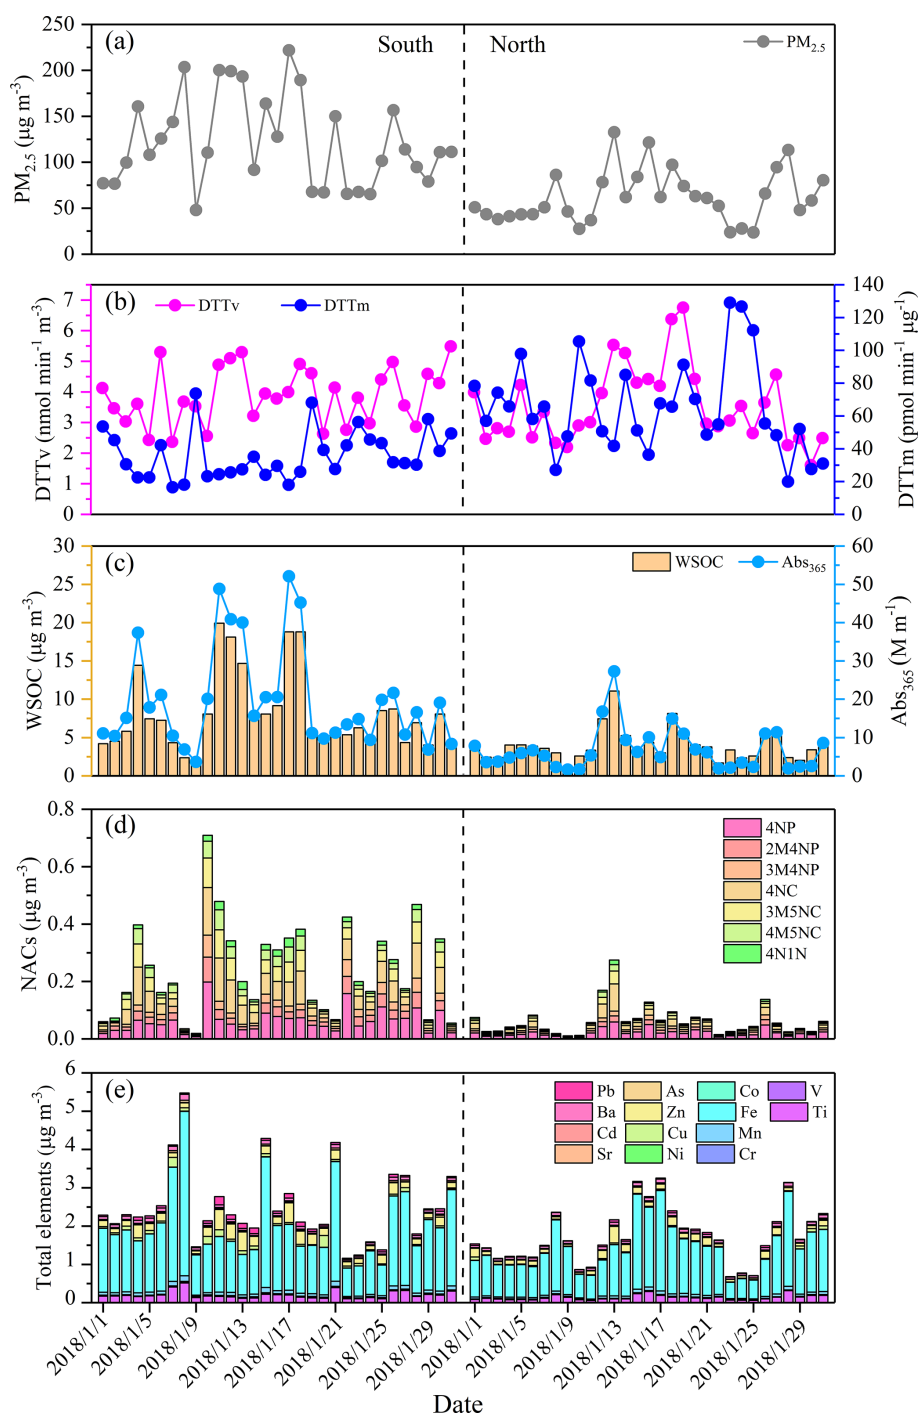 (a)
South
North
PM2.5
PM2.5 (μg m-3)
250
200
150
100
50
0
(b)
DTTv
DTTm
DTTv (nmol min-1 m-3)
7
6
5
4
3
2
1
0
DTTm (pmol min-1 μg-1)
140
120
100
80
60
40
20
0
(c)
WSOC
Abs365
WSOC (μg m-3)
30
25
20
15
10
5
0
Abs365 (M m-1)
60
50
40
30
20
10
0
(d)
NACs (μg m-3)
0.8
0.6
0.4
0.2
0.0
4NP
2M4NP
3M4NP
4NC
3M5NC
4M5NC
4N1N
(e)
Total elements (μg m-3)
6
5
4
3
2
1
0
Pb
As
Co
V
Ba
Zn
Fe
Ti
Cd
Cu
Mn
Sr
Ni
Cr
2018/1/1
2018/1/5
2018/1/9
2018/1/13
2018/1/17
2018/1/21
2018/1/25
2018/1/29
2018/1/1
2018/1/5
2018/1/9
2018/1/13
2018/1/17
2018/1/21
2018/1/25
2018/1/29
Date